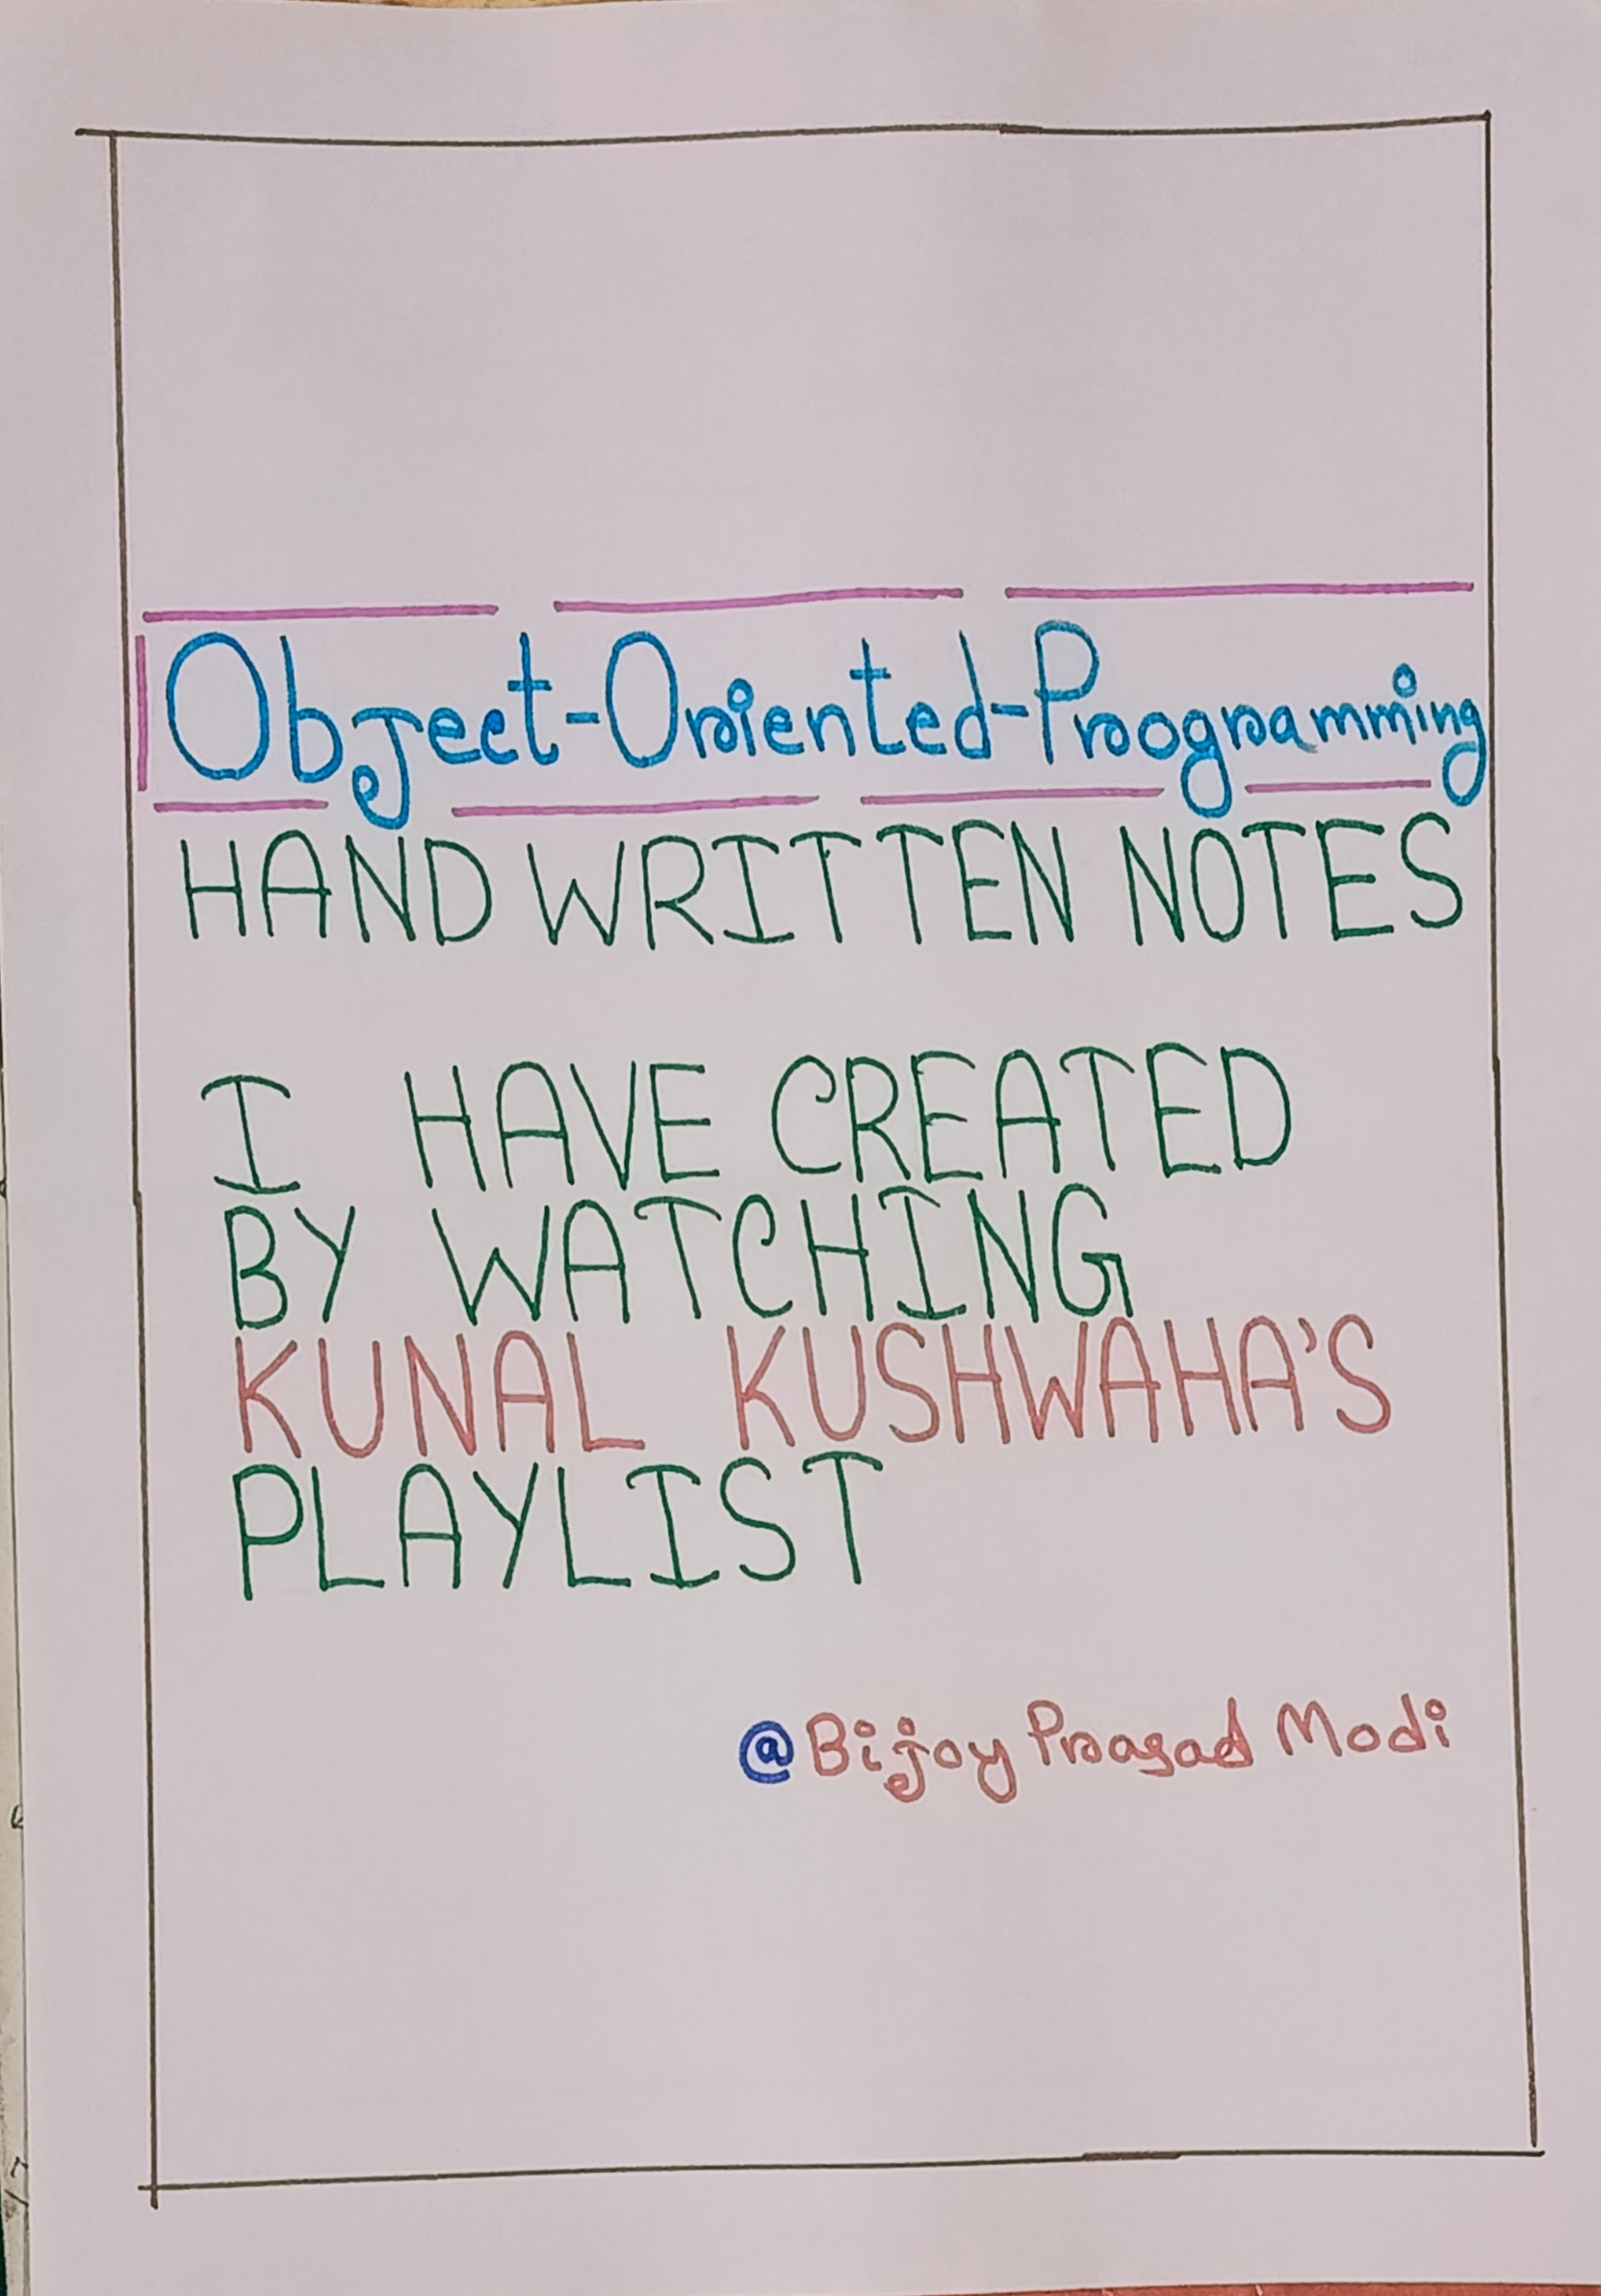 Object-Oriented-Programming
HAND WRITTEN NOTES
I HAVE CREATED
BY WATCHING
KUNAL KUSHWAHA'S
PLAYLIST
@Bijoy Prasad Modi